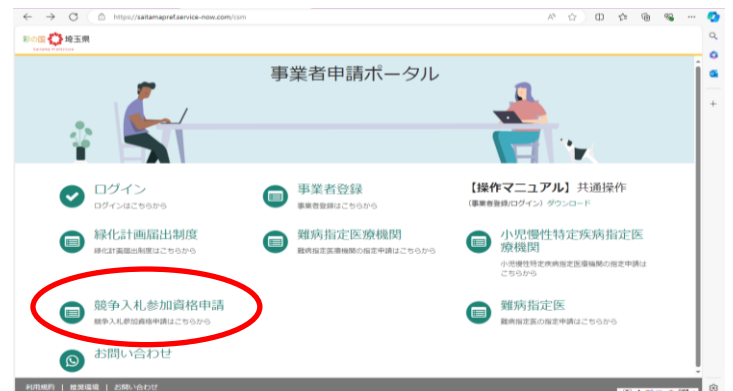 https://saitamapref.service-now.com/csm
彩の国 埼玉県
事業者申請ポータル
ログイン
ログインはこちらから
事業者登録
事業者登録はこちらから
【操作マニュアル】共通操作
(事業者登録/ログイン) ダウンロード
緑化計画届出制度
緑化計画届出制度はこちらから
難病指定医療機関
難病指定医療機関の指定申請はこちらから
小児慢性特定疾病指定医
療機関
小児慢性特定疾病指定医療機関の指定申請は
こちらから
競争入札参加資格申請
競争入札参加資格申請はこちらから
難病指定医
難病指定医の指定申請はこちらから
お問い合わせ
利用規約 | 推奨環境 | お問い合わせ